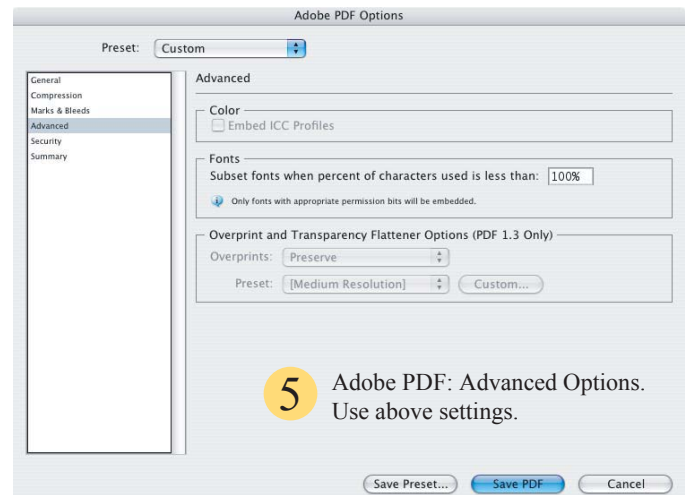 Adobe PDF Options
Preset: Custom
General
Compression
Marks & Bleeds
Advanced
Security
Summary
Advanced
Color
Embed ICC Profiles
Fonts
Subset fonts when percent of characters used is less than: 100%
Only fonts with appropriate permission bits will be embedded.
Overprint and Transparency Flattener Options (PDF 1.3 Only)
Overprints: Preserve
Preset: [Medium Resolution] Custom...
5 Adobe PDF: Advanced Options.
Use above settings.
Save Preset... Save PDF Cancel